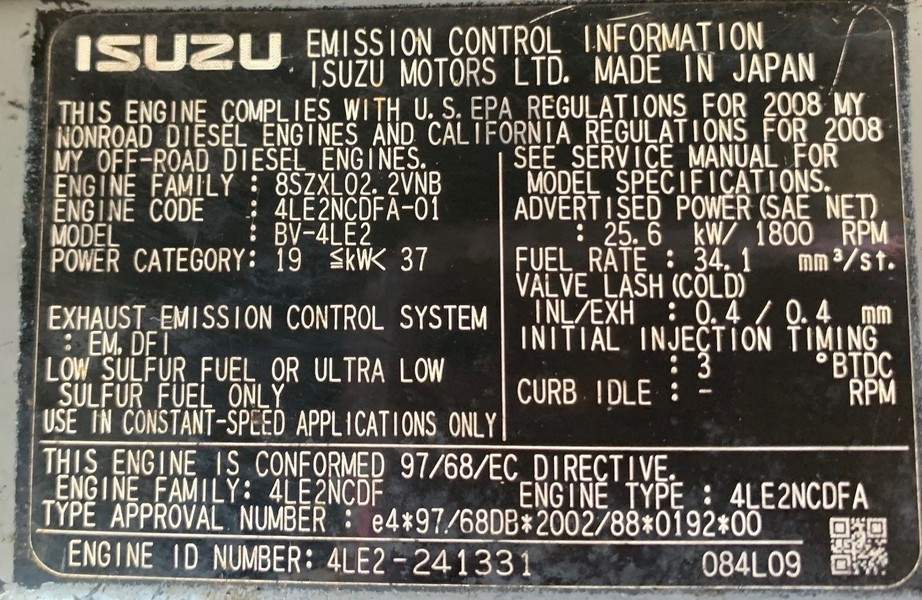 ISUZU EMISSION CONTROL INFORMATION
ISUZU MOTORS LTD. MADE IN JAPAN
THIS ENGINE COMPLIES WITH U.S.EPA REGULATIONS FOR 2008 MY
NONROAD DIESEL ENGINES AND CALIFORNIA REGULATIONS FOR 2008
MY OFF-ROAD DIESEL ENGINES.
ENGINE FAMILY : 8SZXL02.2VNB
ENGINE CODE : 4LE2NCDFA-01
MODEL : BV-4LE2
POWER CATEGORY: 19 ≦kW< 37
EXHAUST EMISSION CONTROL SYSTEM
: EM,DFI
LOW SULFUR FUEL OR ULTRA LOW
SULFUR FUEL ONLY
USE IN CONSTANT-SPEED APPLICATIONS ONLY
SEE SERVICE MANUAL FOR
MODEL SPECIFICATIONS.
ADVERTISED POWER(SAE NET)
: 25.6 kW/ 1800 RPM
FUEL RATE : 34.1 mm³/st.
VALVE LASH(COLD)
INL/EXH : 0.4 / 0.4 mm
INITIAL INJECTION TIMING
: 3 °BTDC
CURB IDLE : - RPM
THIS ENGINE IS CONFORMED 97/68/EC DIRECTIVE.
ENGINE FAMILY: 4LE2NCDF ENGINE TYPE : 4LE2NCDFA
TYPE APPROVAL NUMBER : e4*97/68DB*2002/88*0192*00
ENGINE ID NUMBER: 4LE2-241331 084L09